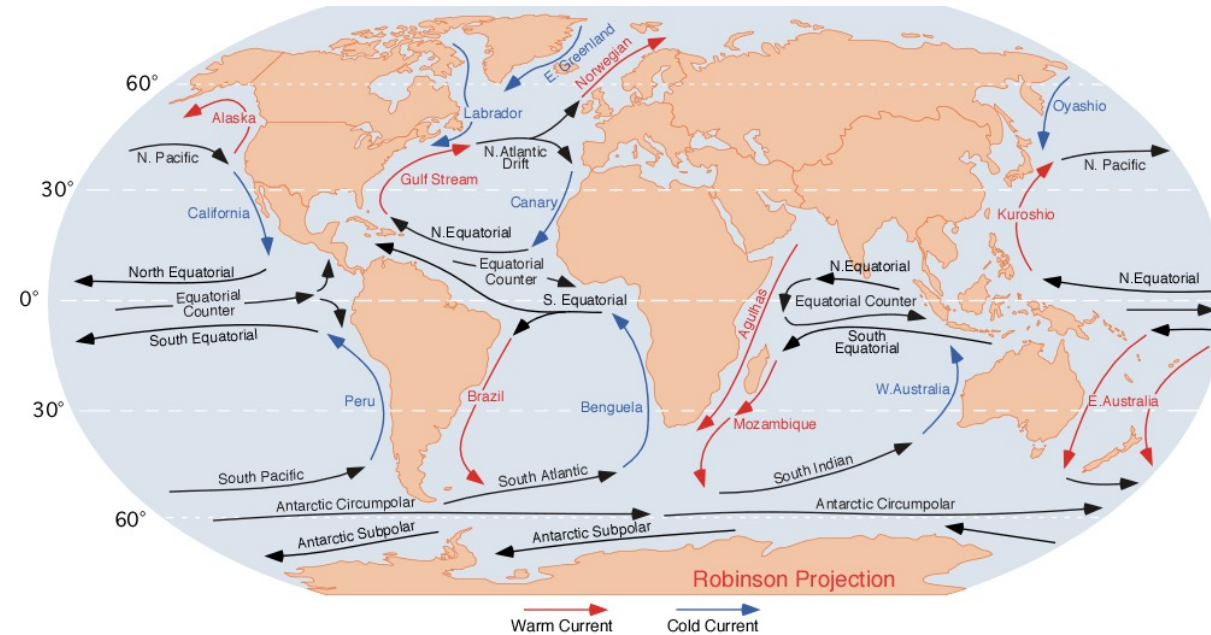 E. Greenland
Norwegian
60°
Labrador
Oyashio
Alaska
N. Pacific
N. Atlantic
Drift
N. Pacific
30°
Gulf Stream
California
Canary
Kuroshio
N.Equatorial
North Equatorial
Equatorial
Counter
N.Equatorial
N.Equatorial
0°
Equatorial
Counter
S. Equatorial
Equatorial Counter
Agulhas
South Equatorial
South
Equatorial
Peru
Brazil
Benguela
W.Australia
E.Australia
30°
Mozambique
South Pacific
South Atlantic
South Indian
Antarctic Circumpolar
Antarctic Circumpolar
60°
Antarctic Subpolar
Antarctic Subpolar
Robinson Projection
Warm Current
Cold Current